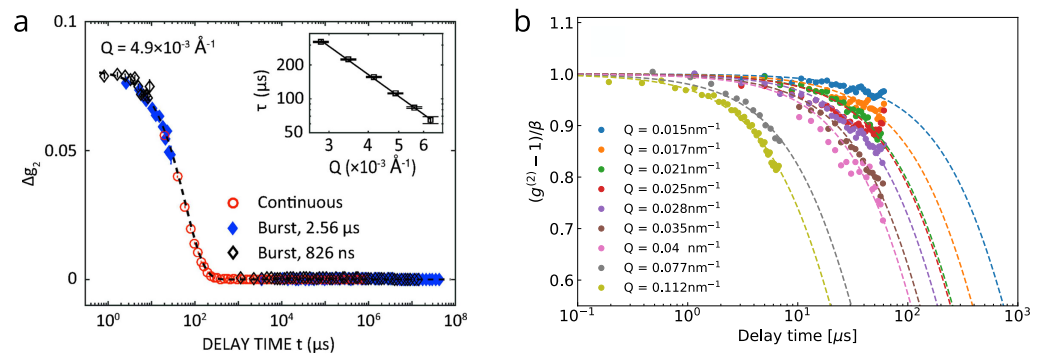 a
0.1
0.05
0
Δg₂
Q = 4.9×10⁻³ Å⁻¹
10⁰ 10² 10⁴ 10⁶ 10⁸
DELAY TIME t (µs)
Continuous
Burst, 2.56 µs
Burst, 826 ns
τ (µs)
200
100
50
3 4 5 6
Q (×10⁻³ Å⁻¹)
b
1.1
1.0
0.9
0.8
0.7
0.6
(g⁽²⁾ − 1)/β
Q = 0.015nm⁻¹
Q = 0.017nm⁻¹
Q = 0.021nm⁻¹
Q = 0.025nm⁻¹
Q = 0.028nm⁻¹
Q = 0.035nm⁻¹
Q = 0.04 nm⁻¹
Q = 0.077nm⁻¹
Q = 0.112nm⁻¹
10⁻¹ 10⁰ 10¹ 10² 10³
Delay time [µs]